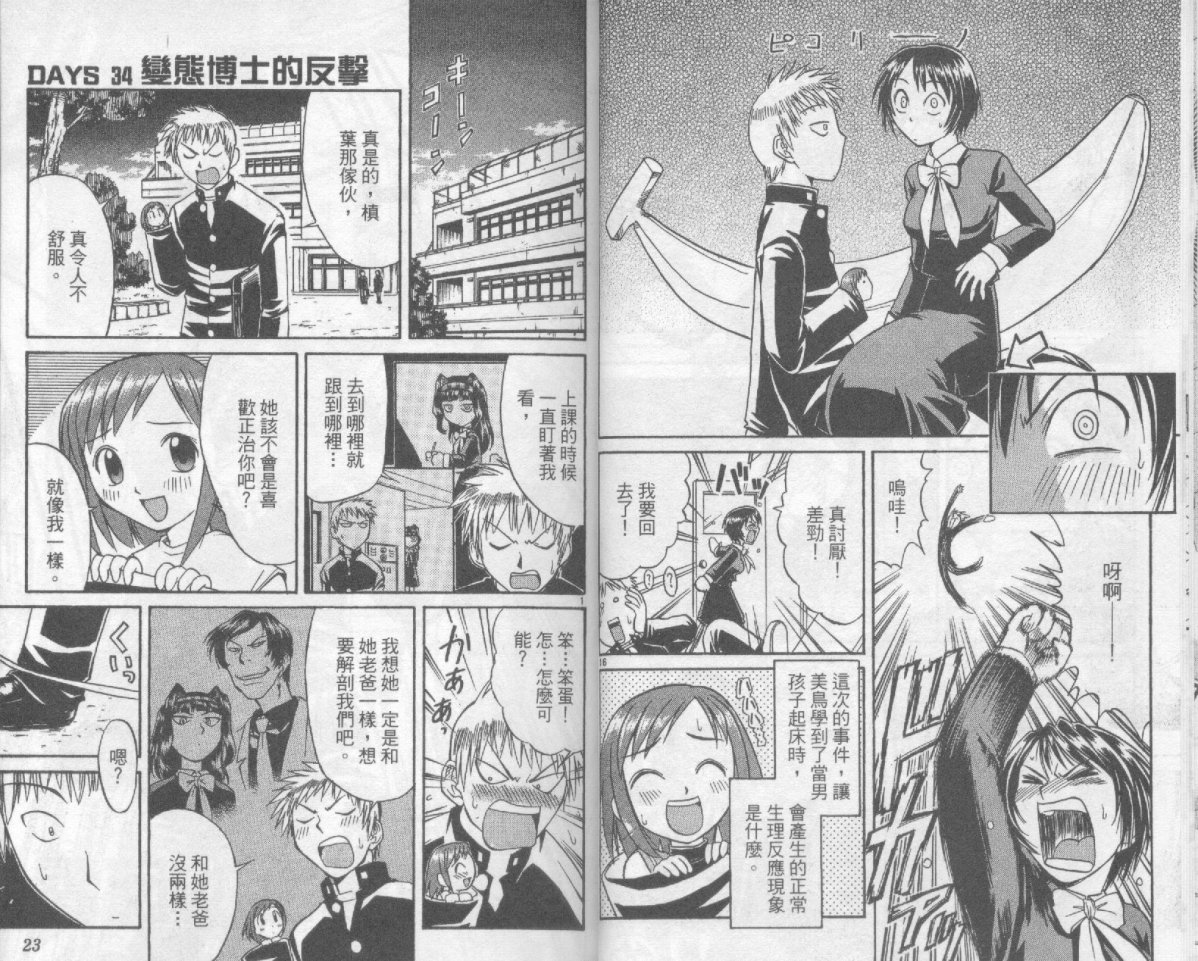 ピコリーノ
呀啊——！
嗚哇！
真討厭！
差勁！
我要回
去了！
バババ
？
？
？
這次的事件，讓
美鳥學到了當男
孩子起床時，
會產生的正常
生理反應現象
是什麼。
16
DAYS 34 變態博士的反擊
キーン
コーン
真是的，槙
葉那傢伙，
真令人不
舒服。
上課的時候
一直盯著我
看，
去到哪裡就
跟到哪裡…
她該不會是喜
歡正治你吧？
就像我一樣。
笨…笨蛋！
怎…怎麼可
能？
かぁぁ
我想她一定是和
她老爸一樣，想
要解剖我們吧。
和她老爸
沒兩樣…
ぐいっ
嗯？
23